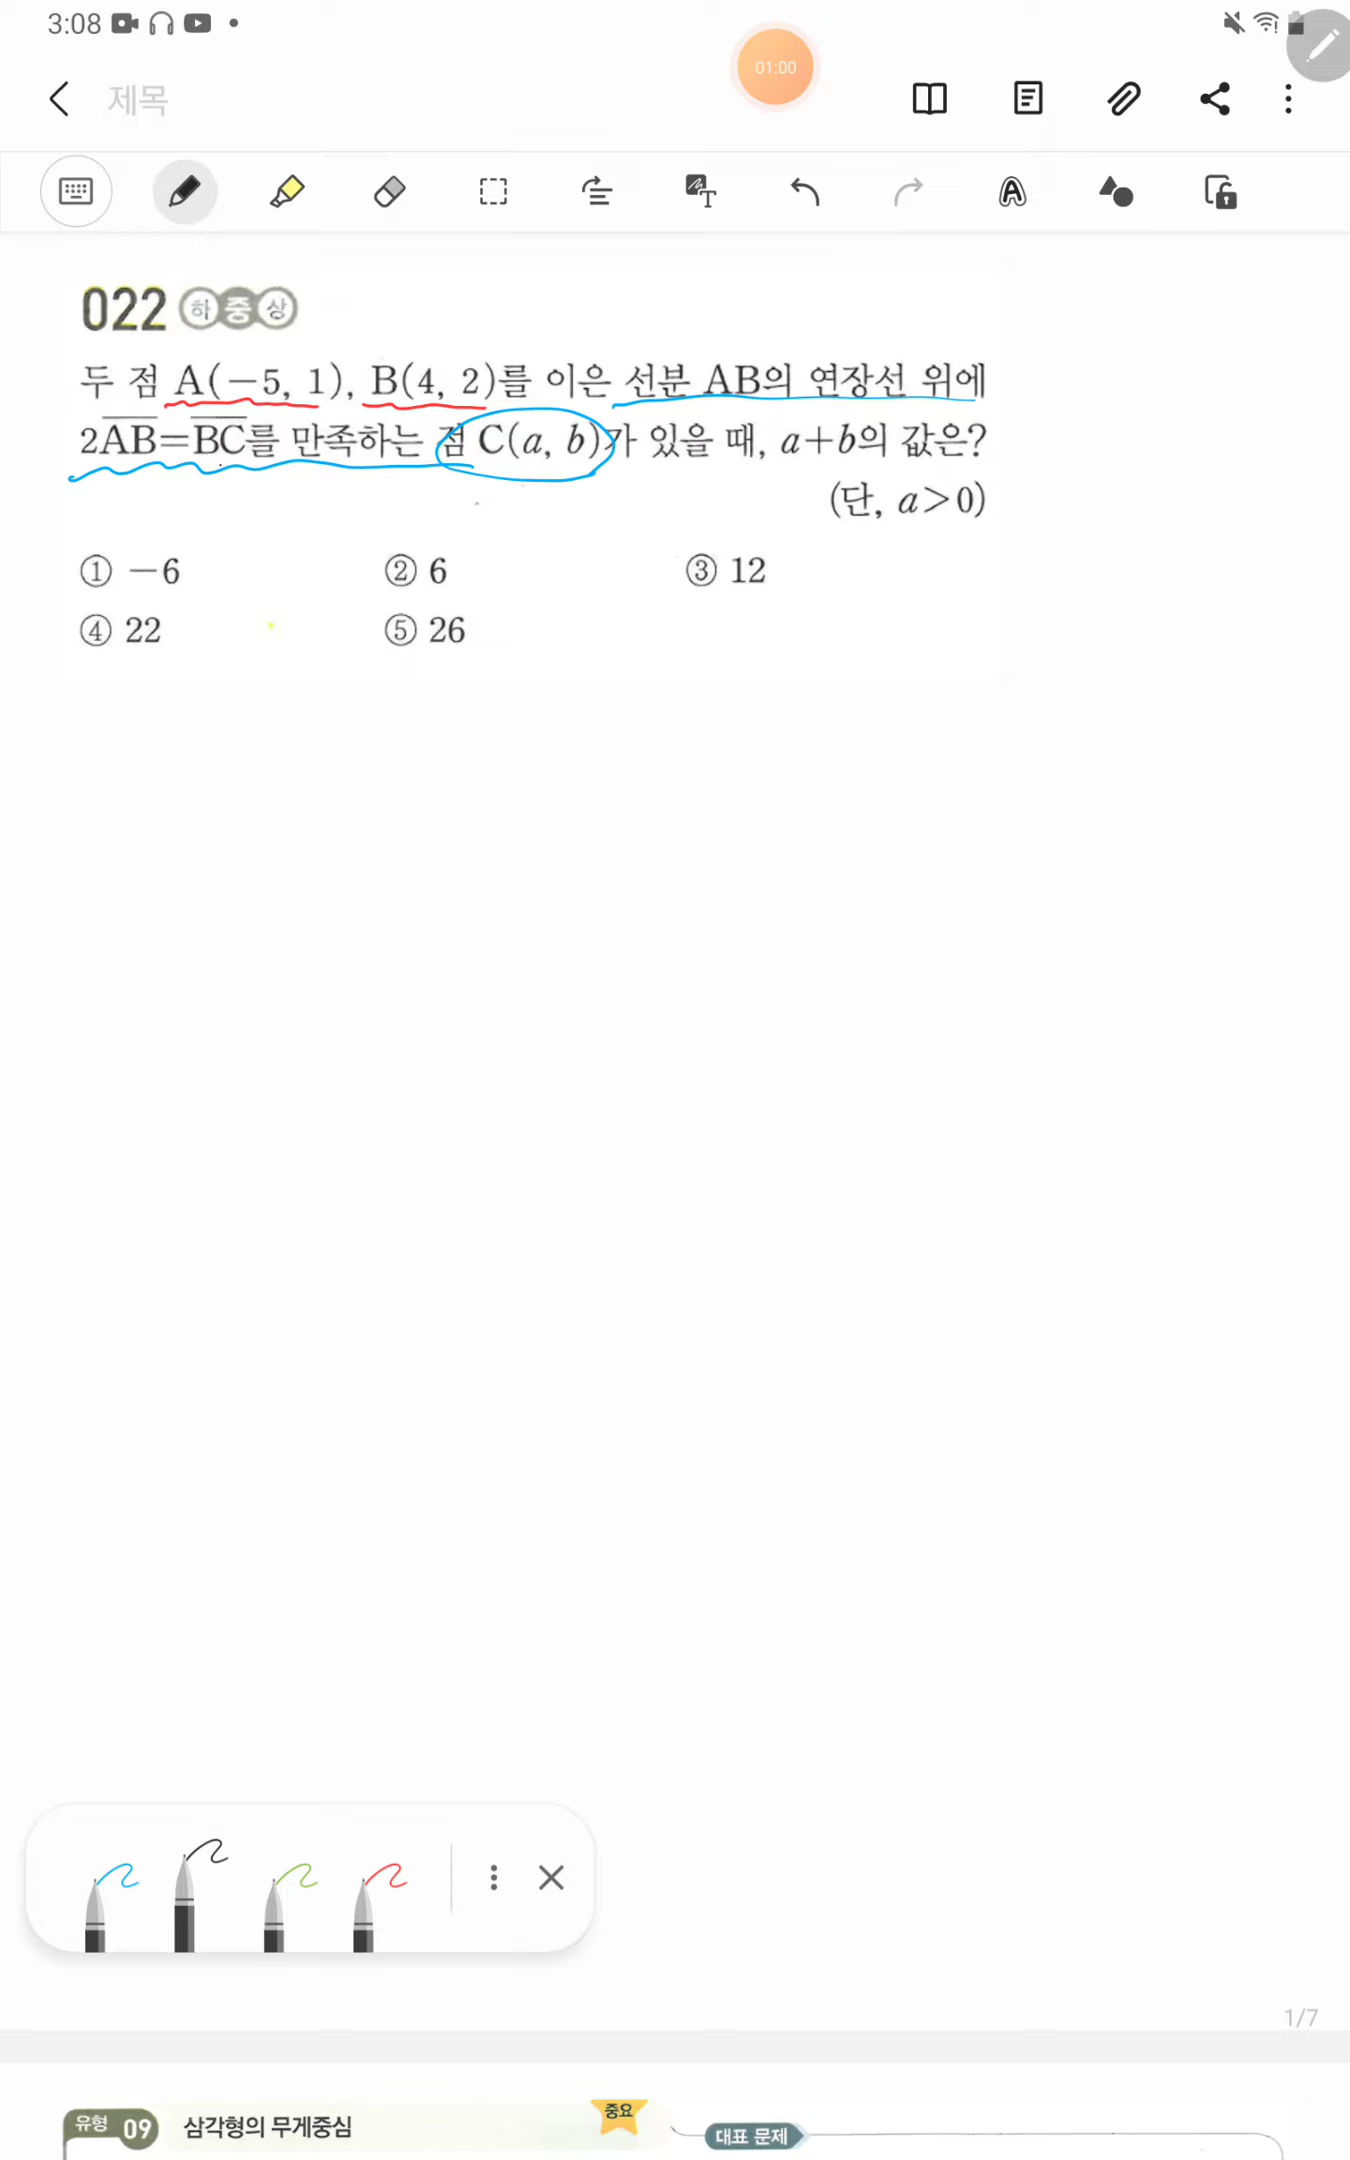 3:08
01:00
제목
022 하 중 상
두 점 A(−5, 1), B(4, 2)를 이은 선분 AB의 연장선 위에
2AB=BC를 만족하는 점 C(a, b)가 있을 때, a+b의 값은?
(단, a>0)
① −6 ② 6 ③ 12
④ 22 ⑤ 26
1/7
유형 09 삼각형의 무게중심 중요 대표 문제